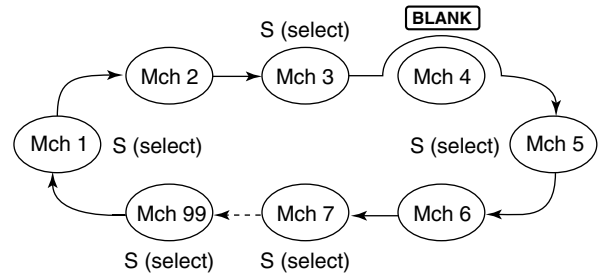 BLANK
S (select)
Mch 2
Mch 3
Mch 4
Mch 1
S (select)
S (select)
Mch 5
Mch 99
Mch 7
Mch 6
S (select)
S (select)